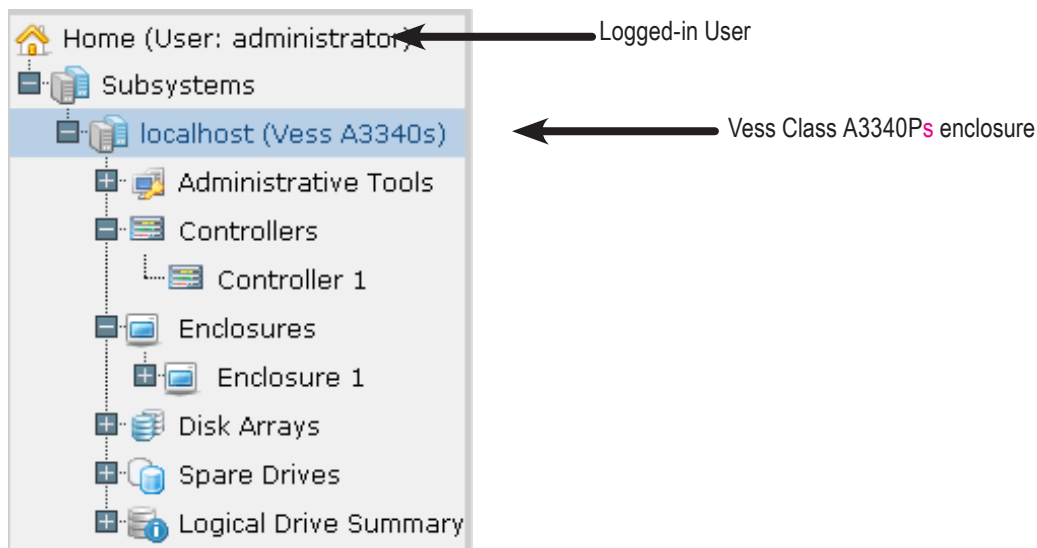 Home (User: administrator) Logged-in User
Subsystems
localhost (Vess A3340s) Vess Class A3340Ps enclosure
Administrative Tools
Controllers
Controller 1
Enclosures
Enclosure 1
Disk Arrays
Spare Drives
Logical Drive Summary